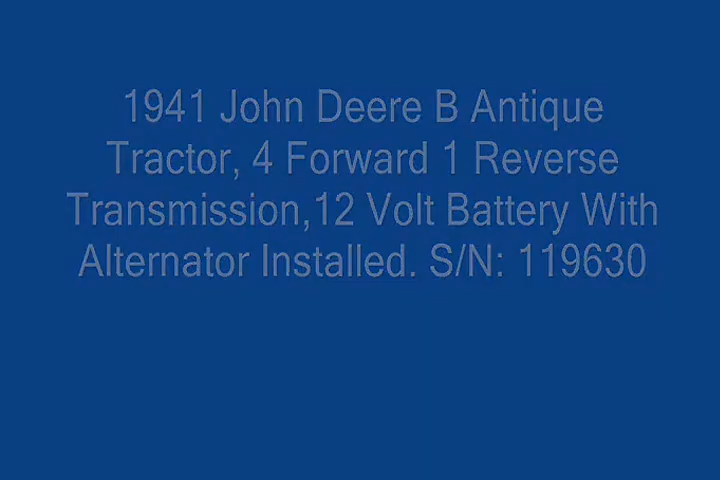 1941 John Deere B Antique
Tractor, 4 Forward 1 Reverse
Transmission,12 Volt Battery With
Alternator Installed. S/N: 119630